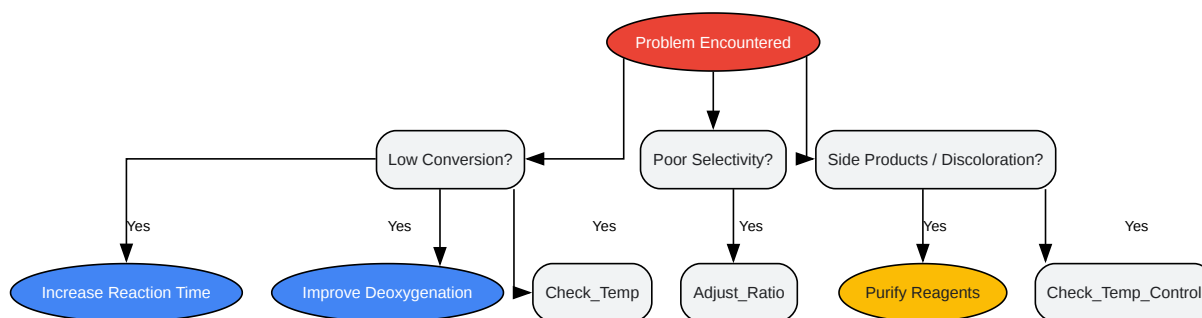 Problem Encountered
Low Conversion?
Poor Selectivity?
Side Products / Discoloration?
Yes
Yes
Yes
Yes
Yes
Yes
Increase Reaction Time
Improve Deoxygenation
Check_Temp
Adjust_Ratio
Purify Reagents
Check_Temp_Control